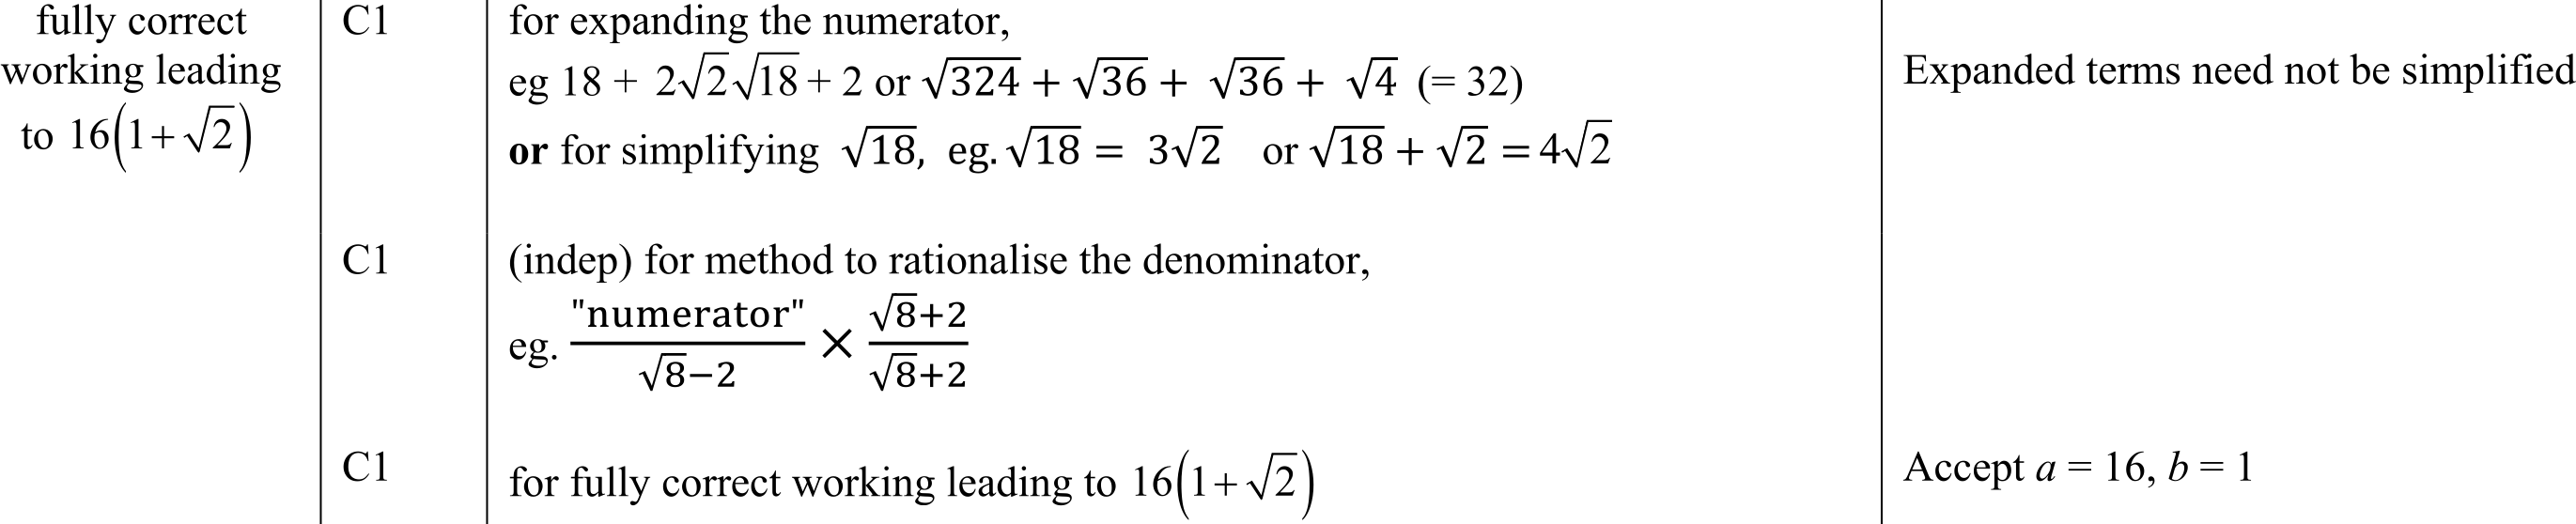 fully correct
working leading
to 16(1+√2)
C1
for expanding the numerator,
eg 18 + 2√2√18 + 2 or √324 + √36 + √36 + √4 (= 32)
or for simplifying √18, eg. √18 = 3√2 or √18 + √2 = 4√2
Expanded terms need not be simplified
C1
(indep) for method to rationalise the denominator,
eg. "numerator"/√8−2 × √8+2/√8+2
C1
for fully correct working leading to 16(1+√2)
Accept a = 16, b = 1